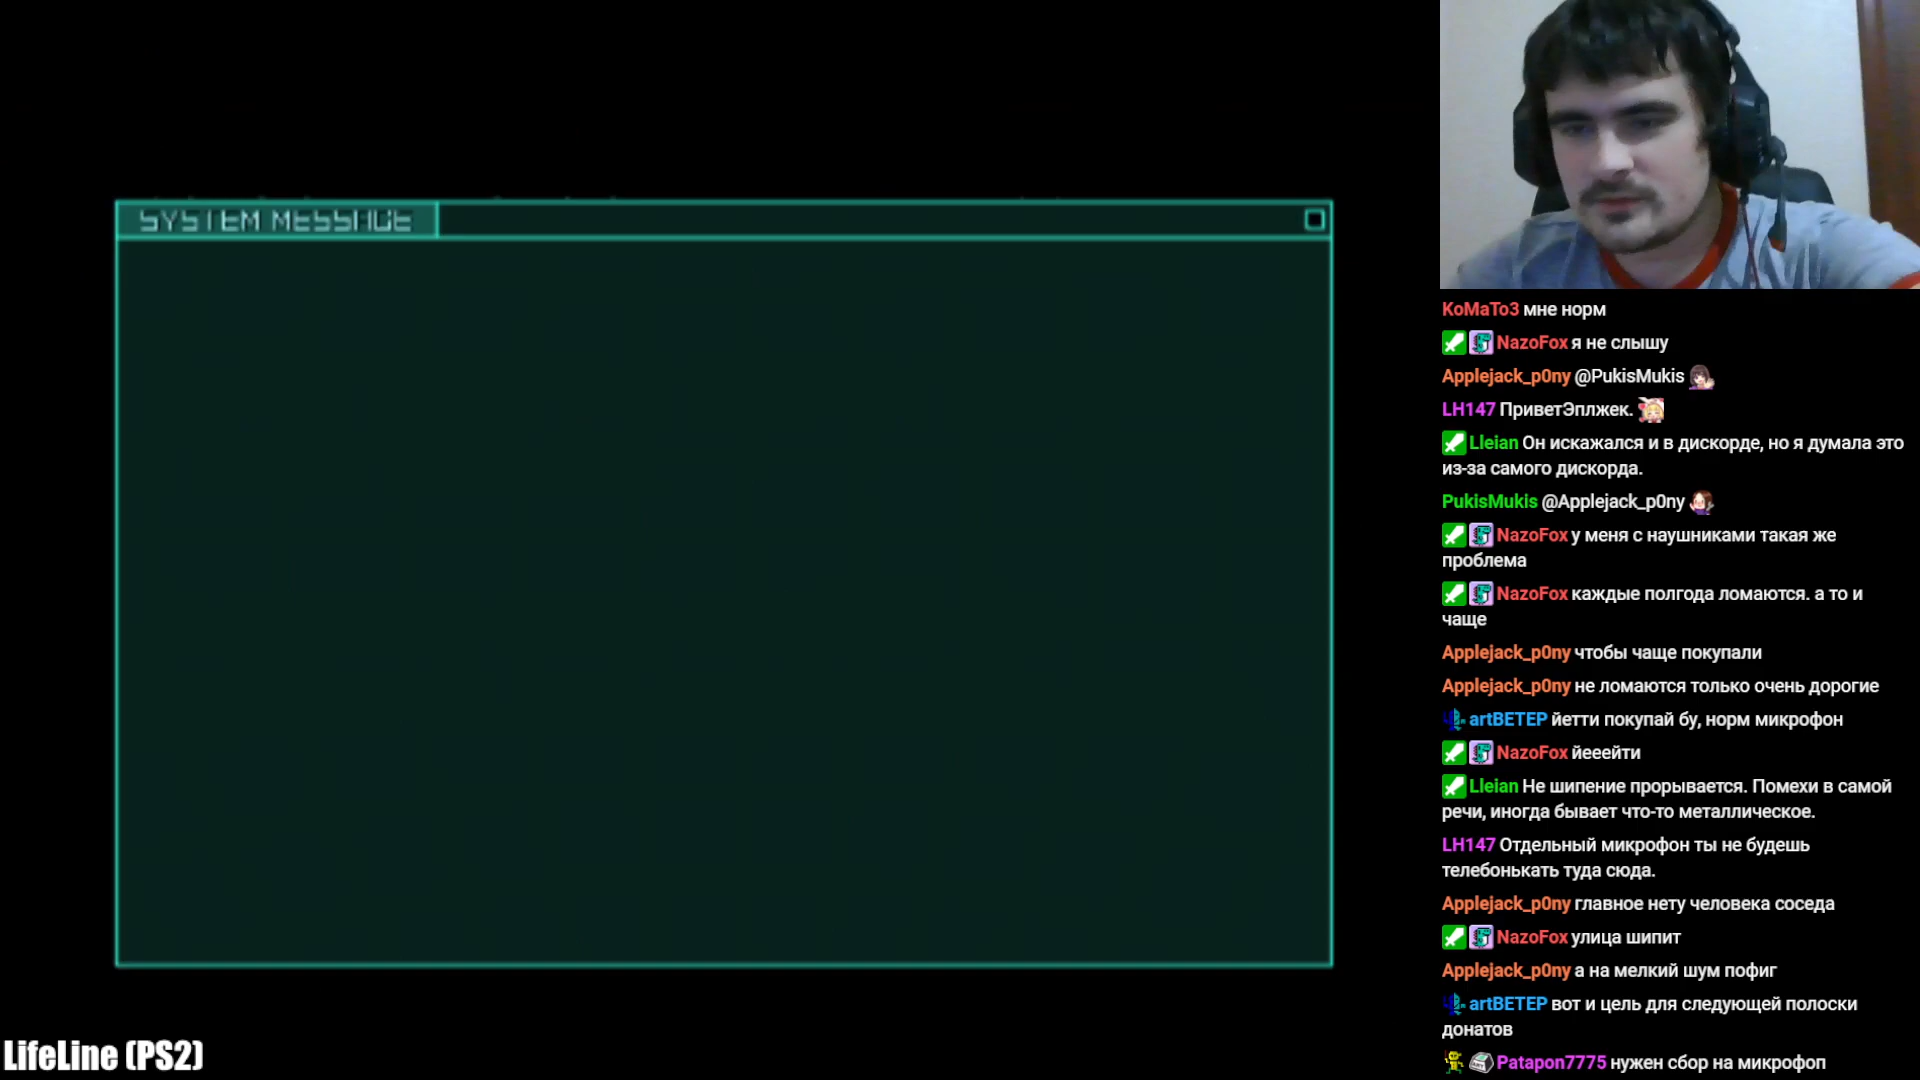 SYSTEM MESSAGE
KoMaTo3 мне норм
NazoFox я не слышу
Applejack_p0ny @PukisMukis
LH147 ПриветЭплжек.
Lleian Он искажался и в дискорде, но я думала это
из-за самого дискорда.
PukisMukis @Applejack_p0ny
NazoFox у меня с наушниками такая же
проблема
NazoFox каждые полгода ломаются. а то и
чаще
Applejack_p0ny чтобы чаще покупали
Applejack_p0ny не ломаются только очень дорогие
artBETEP йетти покупай бу, норм микрофон
NazoFox йееейти
Lleian Не шипение прорывается. Помехи в самой
речи, иногда бывает что-то металлическое.
LH147 Отдельный микрофон ты не будешь
телебонькать туда сюда.
Applejack_p0ny главное нету человека соседа
NazoFox улица шипит
Applejack_p0ny а на мелкий шум пофиг
artBETEP вот и цель для следующей полоски
донатов
Patapon7775 нужен сбор на микрофоп
LifeLine (PS2)